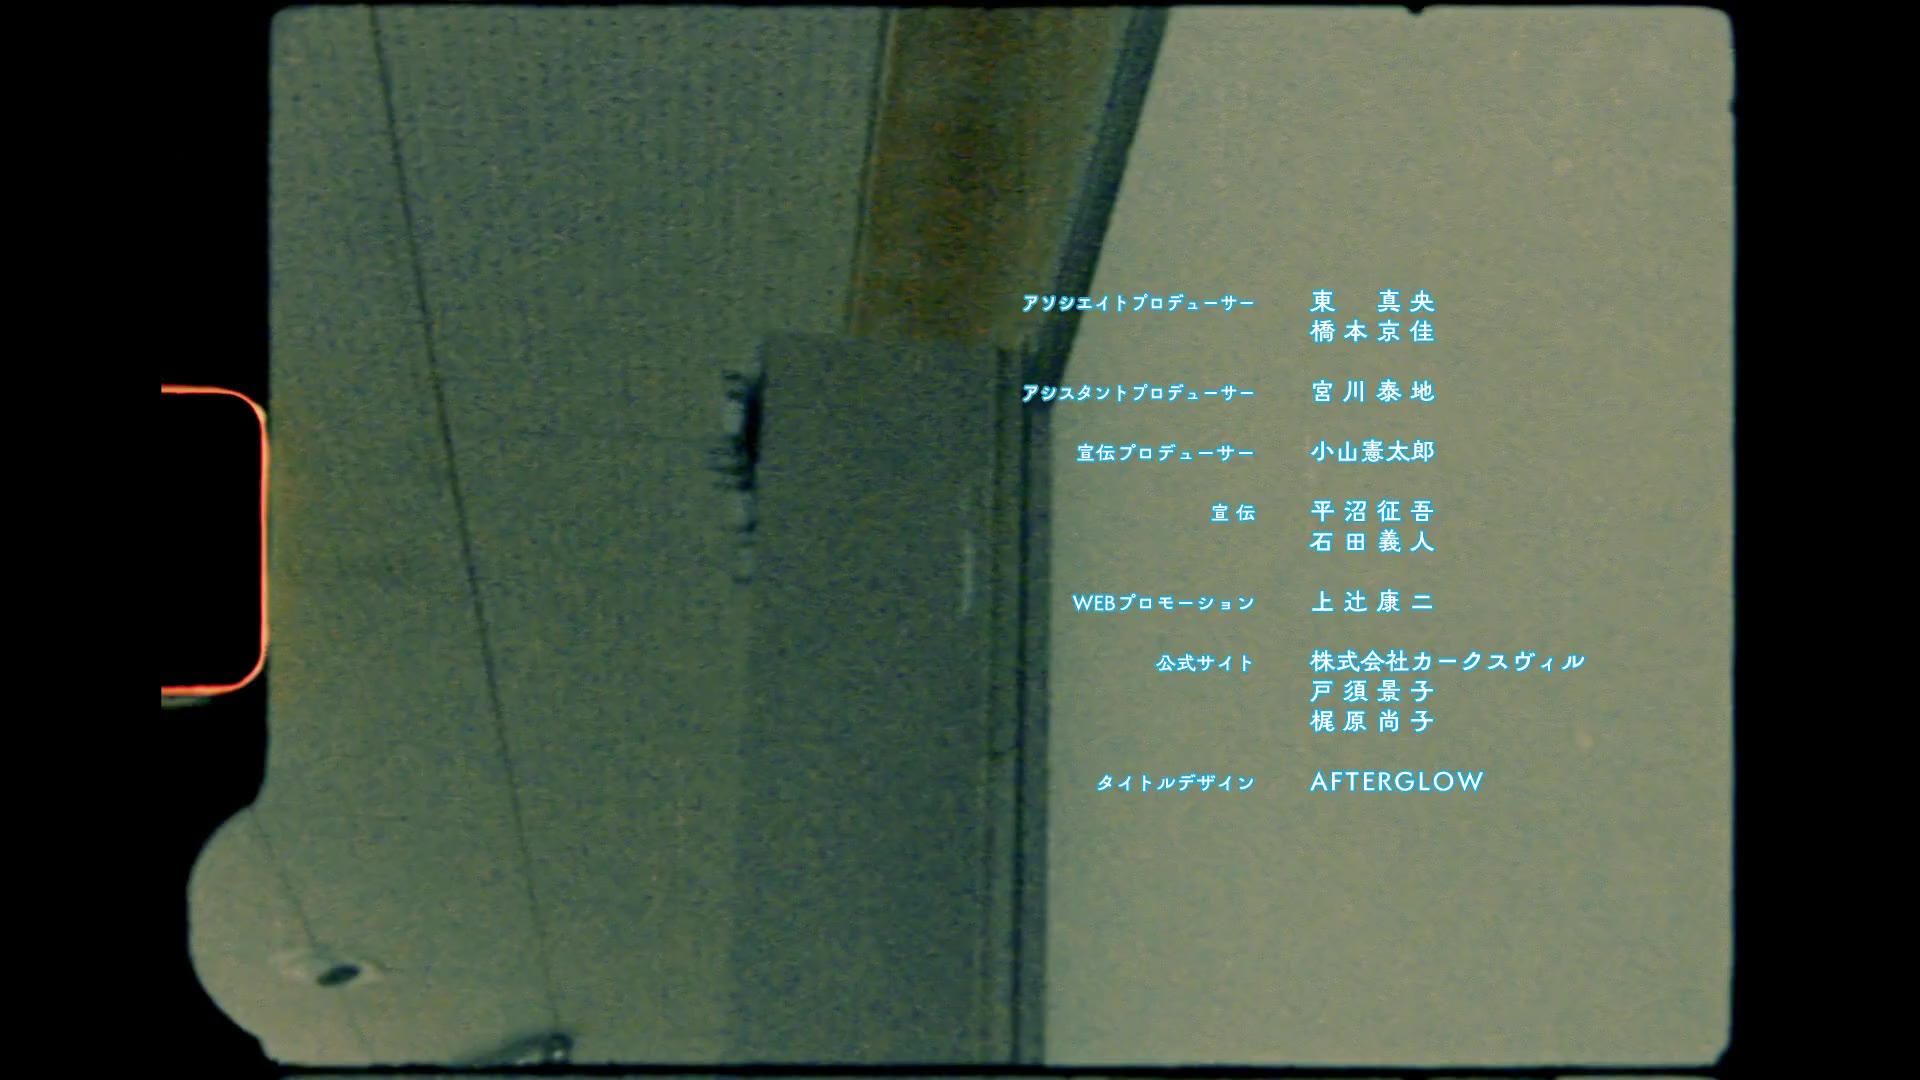 アソシエイトプロデューサー 東 真央
橋本京佳
アシスタントプロデューサー 宮川泰地
宣伝プロデューサー 小山憲太郎
宣伝 平沼征吾
石田義人
WEBプロモーション 上辻康二
公式サイト 株式会社カークスヴィル
戸須景子
梶原尚子
タイトルデザイン AFTERGLOW